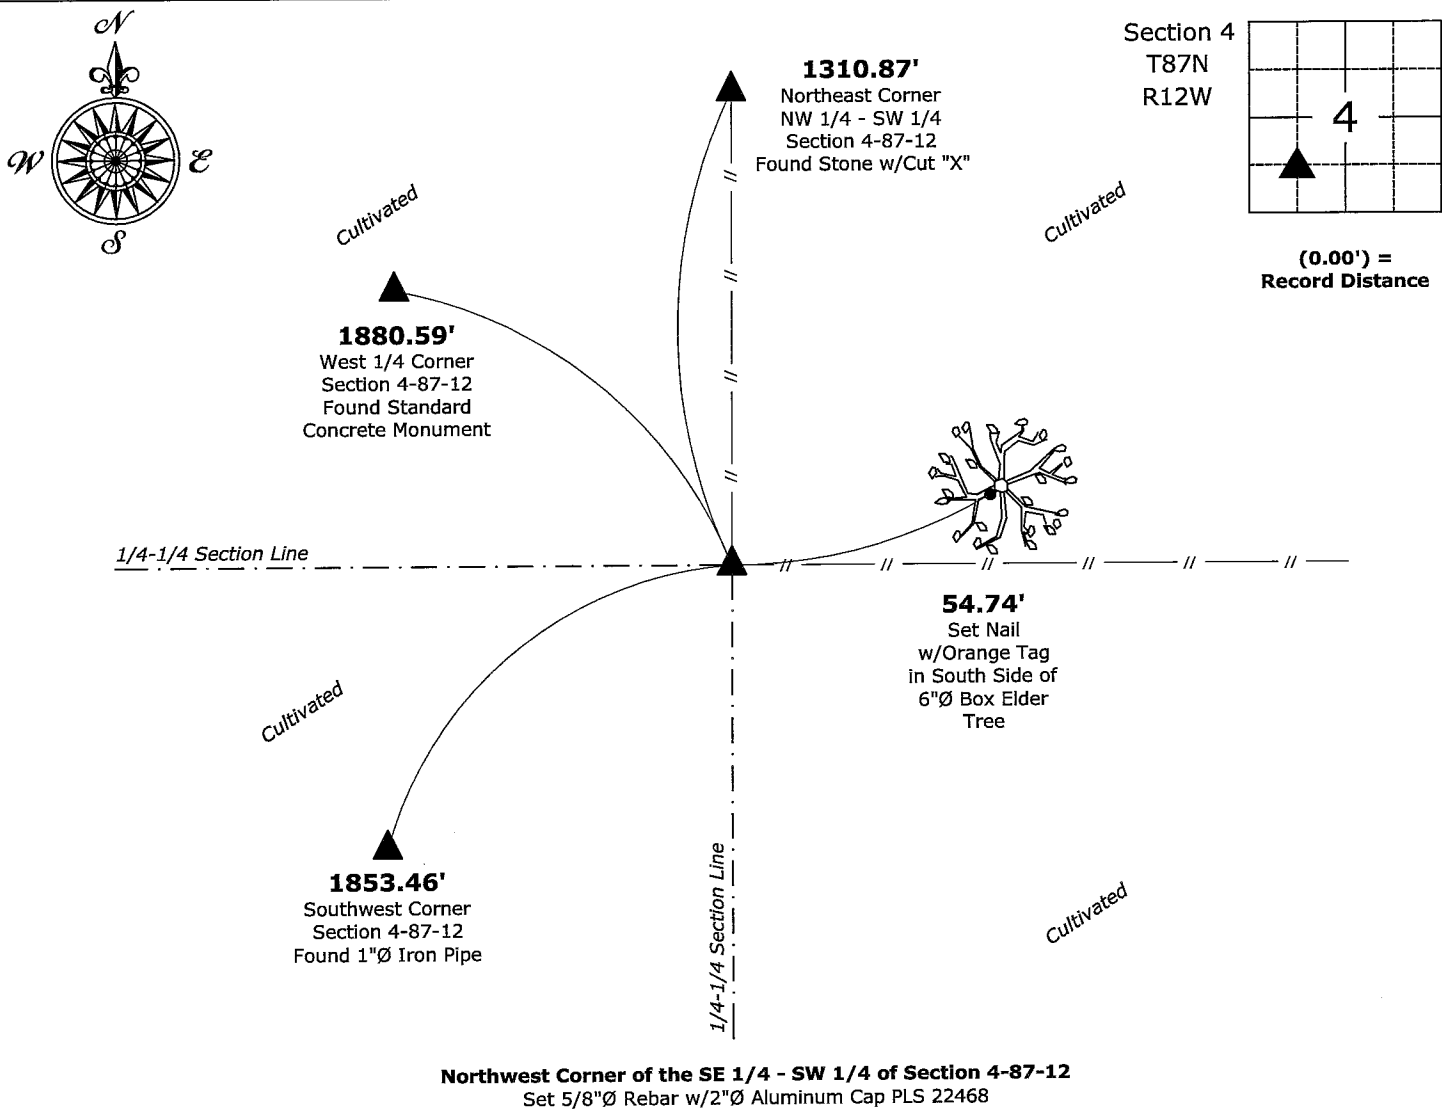 N
W
E
S
1310.87'
Northeast Corner
NW 1/4 - SW 1/4
Section 4-87-12
Found Stone w/Cut "X"
Section 4
T87N
R12W
4
(0.00') =
Record Distance
Cultivated
Cultivated
1880.59'
West 1/4 Corner
Section 4-87-12
Found Standard
Concrete Monument
1/4-1/4 Section Line
54.74'
Set Nail
w/Orange Tag
in South Side of
6"Ø Box Elder
Tree
Cultivated
1853.46'
Southwest Corner
Section 4-87-12
Found 1"Ø Iron Pipe
1/4-1/4 Section Line
Cultivated
Northwest Corner of the SE 1/4 - SW 1/4 of Section 4-87-12
Set 5/8"Ø Rebar w/2"Ø Aluminum Cap PLS 22468